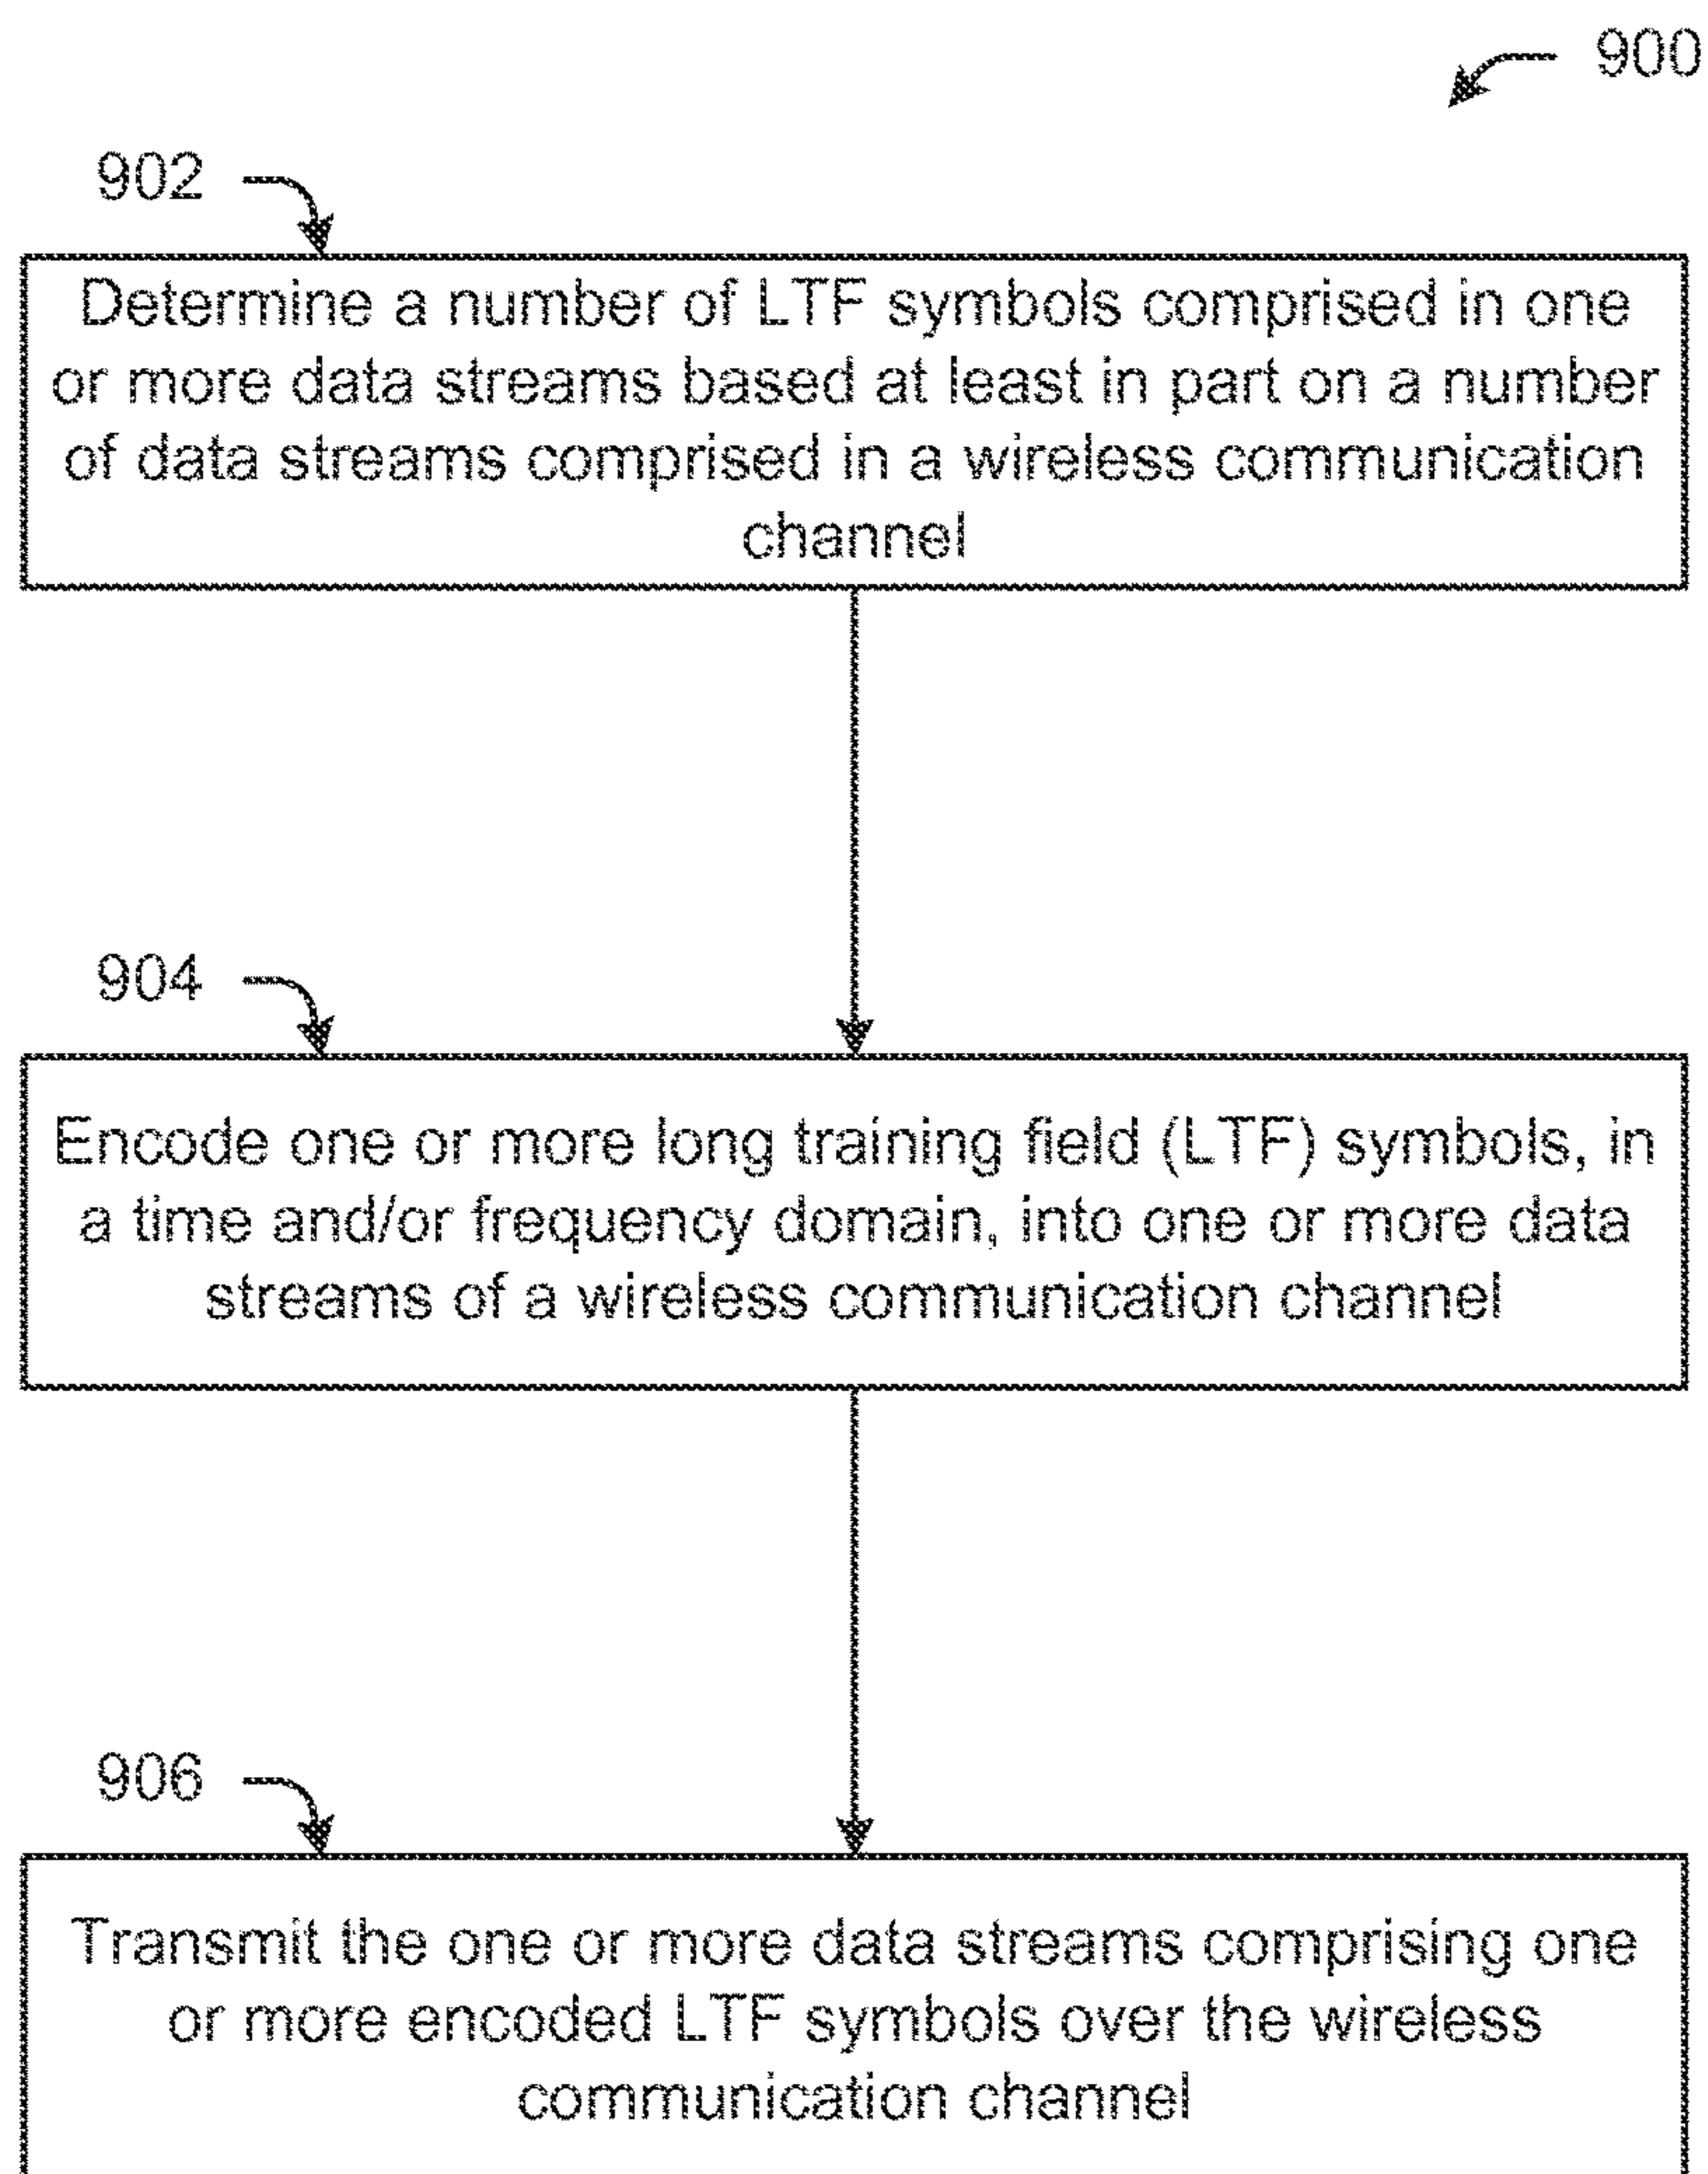 900
902
Determine a number of LTF symbols comprised in one
or more data streams based at least in part on a number
of data streams comprised in a wireless communication
channel
904
Encode one or more long training field (LTF) symbols, in
a time and/or frequency domain, into one or more data
streams of a wireless communication channel
906
Transmit the one or more data streams comprising one
or more encoded LTF symbols over the wireless
communication channel